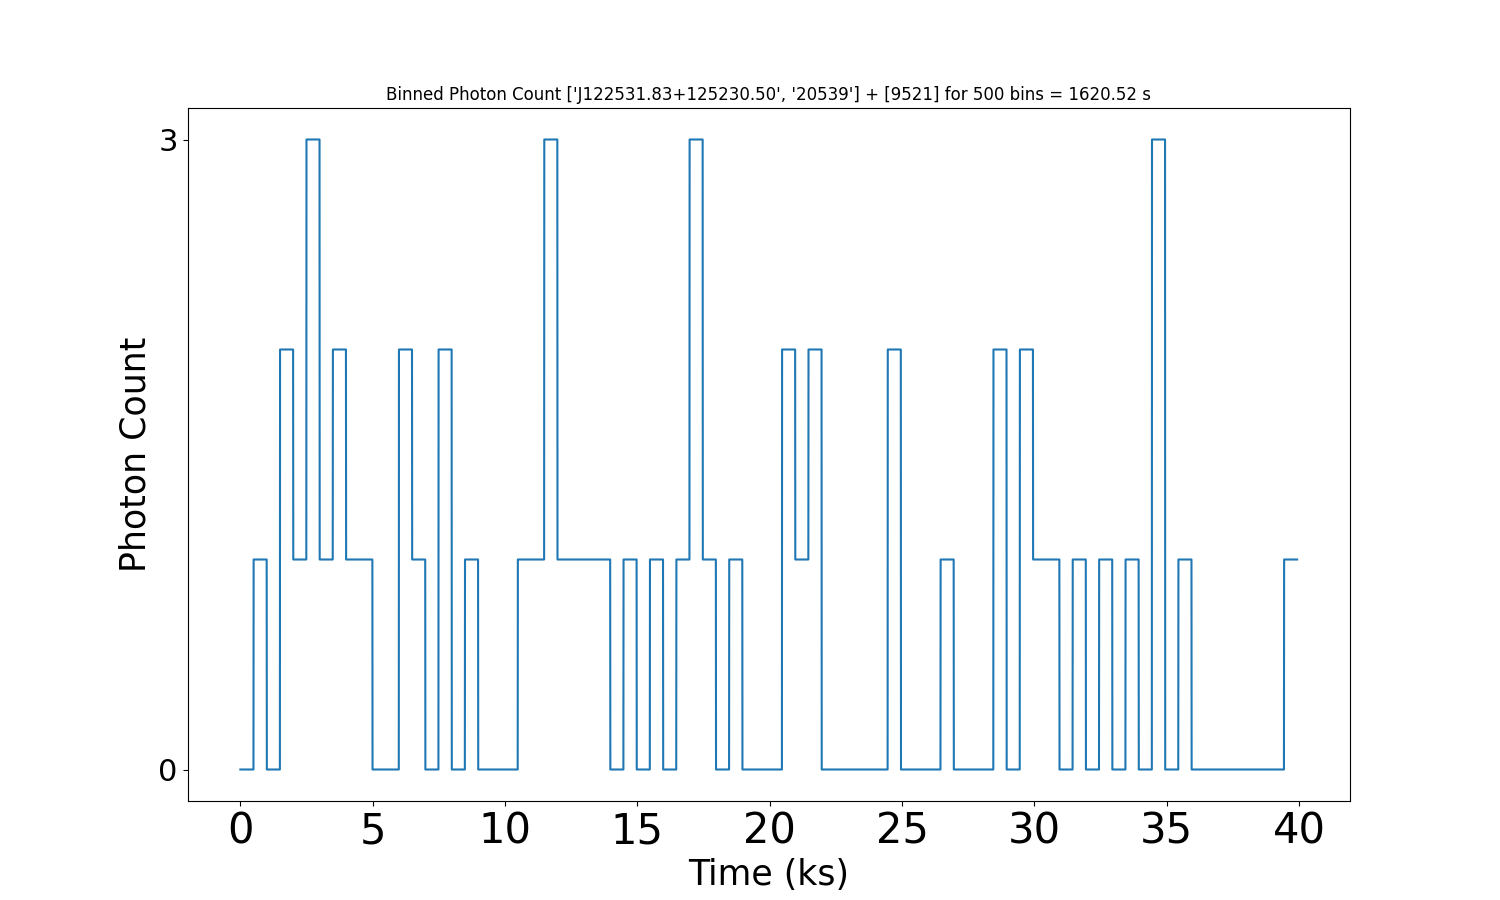 Binned Photon Count ['J122531.83+125230.50', '20539'] + [9521] for 500 bins = 1620.52 s
3
Photon Count
0
0 5 10 15 20 25 30 35 40
Time (ks)